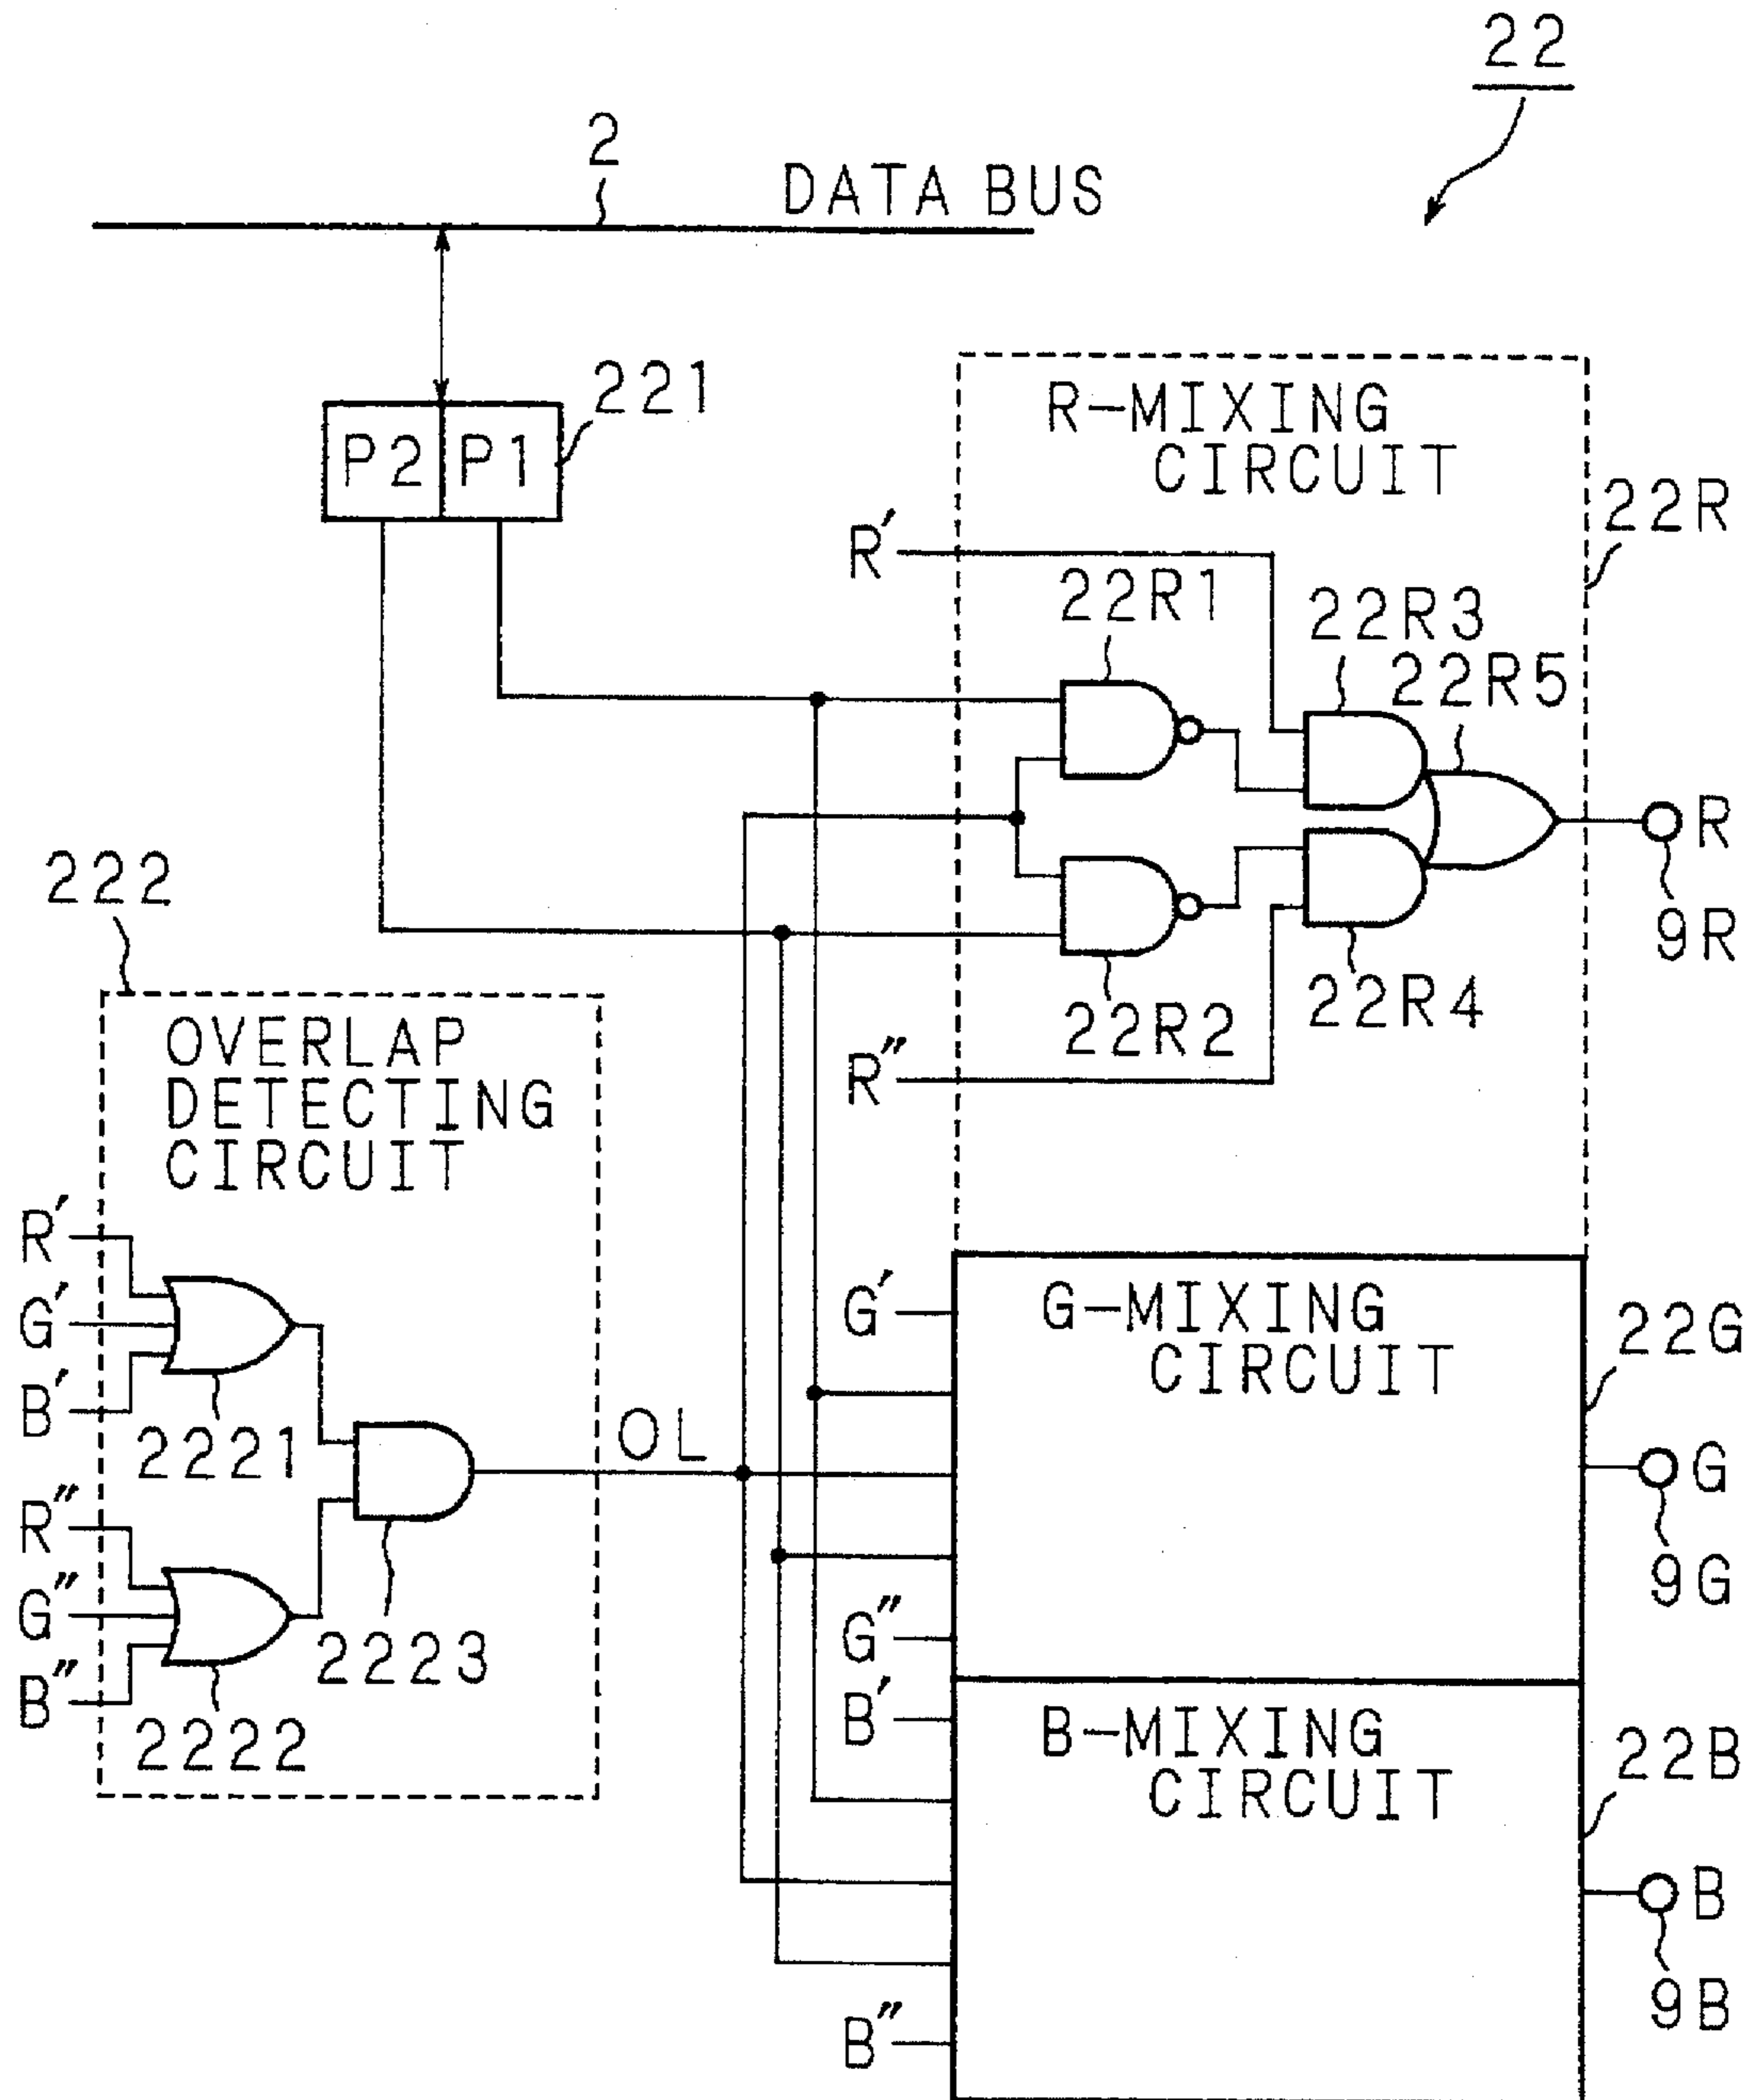 22
2
DATA BUS
221
P2 P1
R-MIXING
CIRCUIT
22R
R'
22R1
22R3
22R5
R
9R
222
22R2
22R4
R"
OVERLAP
DETECTING
CIRCUIT
R'
G'
B'
2221
OL
R"
G"
B"
2223
2222
G'
G-MIXING
CIRCUIT
22G
G
9G
G"
B'
B-MIXING
CIRCUIT
22B
B
9B
B"